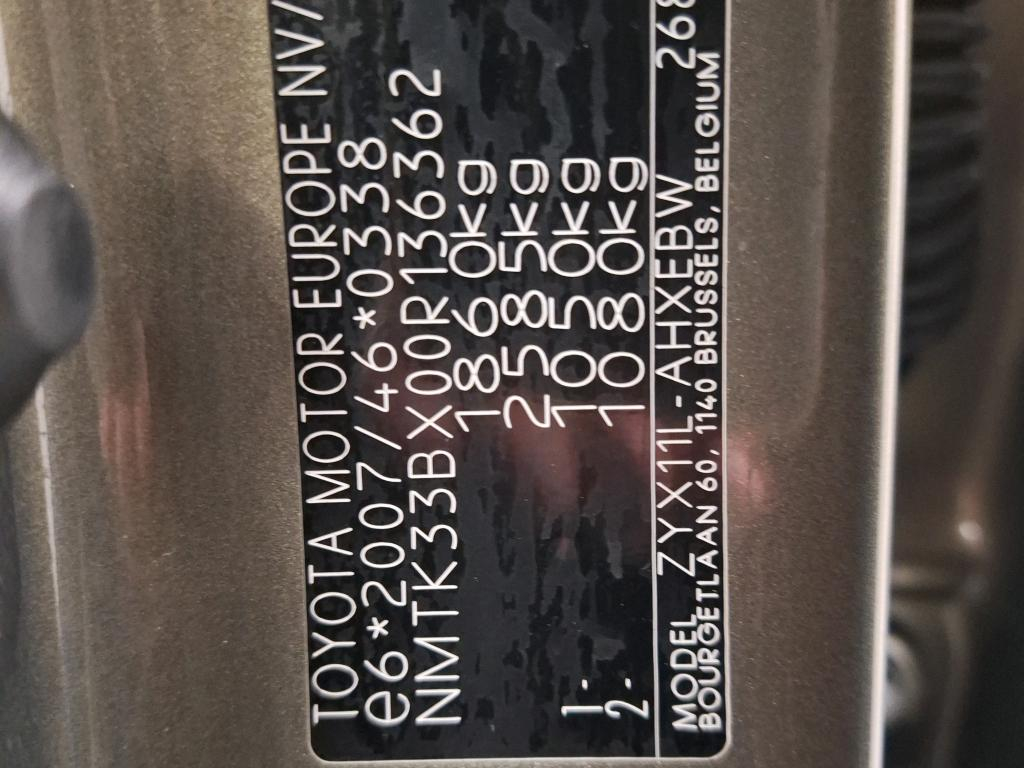 TOYOTA MOTOR EUROPE NV/
e6*2007/46*0338
NMTK33BX00R136362
1860kg
2585kg
1- 1050kg
2- 1080kg
MODEL ZYX11L-AHXEBW 268
BOURGETLAAN 60, 1140 BRUSSELS, BELGIUM